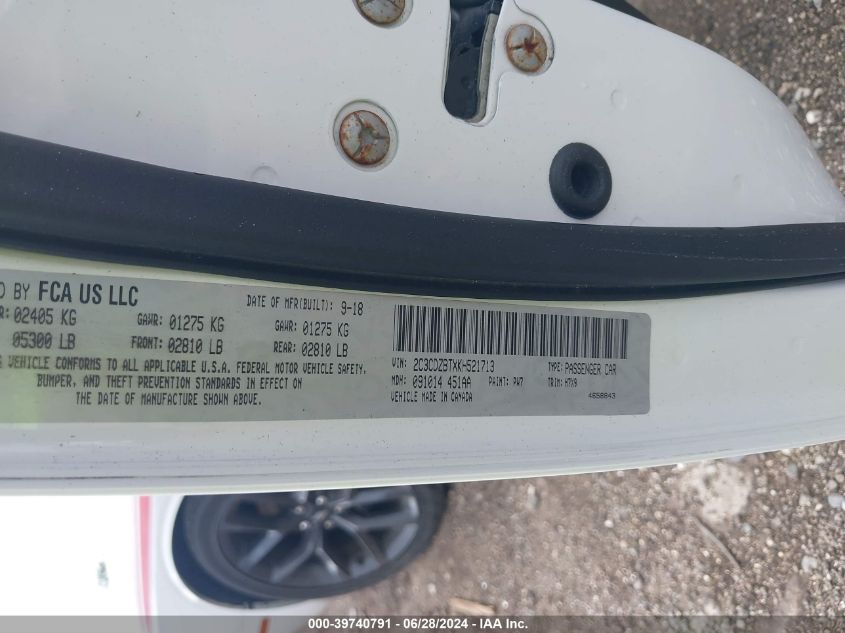 D BY FCA US LLC
DATE OF MFR(BUILT): 9-18
R: 02405 KG
GAWR: 01275 KG
GAWR: 01275 KG
05300 LB
FRONT: 02810 LB
REAR: 02810 LB
VEHICLE CONFORMS TO ALL APPLICABLE U.S.A. FEDERAL MOTOR VEHICLE SAFETY,
BUMPER, AND THEFT PREVENTION STANDARDS IN EFFECT ON
THE DATE OF MANUFACTURE SHOWN ABOVE.
VIN: 2C3CDZBTXKH521713
TYPE: PASSENGER CAR
MDH: 091014 451AA
PAINT: PW7
TRIM: H7X9
VEHICLE MADE IN CANADA
4658843
000-39740791 - 06/28/2024 - IAA Inc.